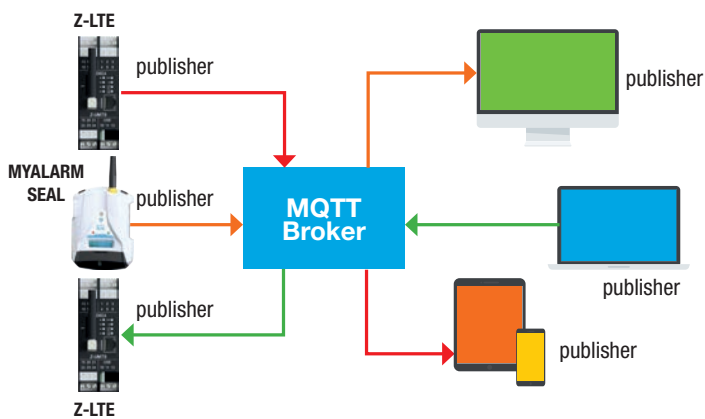 Z-LTE
publisher
publisher
MYALARM
SEAL
publisher
MQTT
Broker
publisher
publisher
publisher
Z-LTE